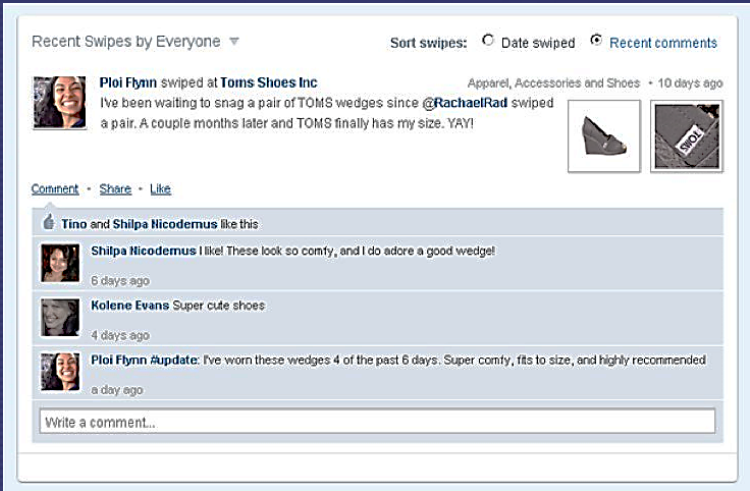 Recent Swipes by Everyone
Sort swipes: Date swiped Recent comments
Ploi Flynn swiped at Toms Shoes Inc
Apparel, Accessories and Shoes • 10 days ago
I've been waiting to snag a pair of TOMS wedges since @RachaelRad swiped
a pair. A couple months later and TOMS finally has my size. YAY!
TOMS
Comment • Share • Like
Tino and Shilpa Nicodemus like this
Shilpa Nicodemus I like! These look so comfy, and I do adore a good wedge!
6 days ago
Kolene Evans Super cute shoes
4 days ago
Ploi Flynn #update: I've worn these wedges 4 of the past 6 days. Super comfy, fits to size, and highly recommended
a day ago
Write a comment...